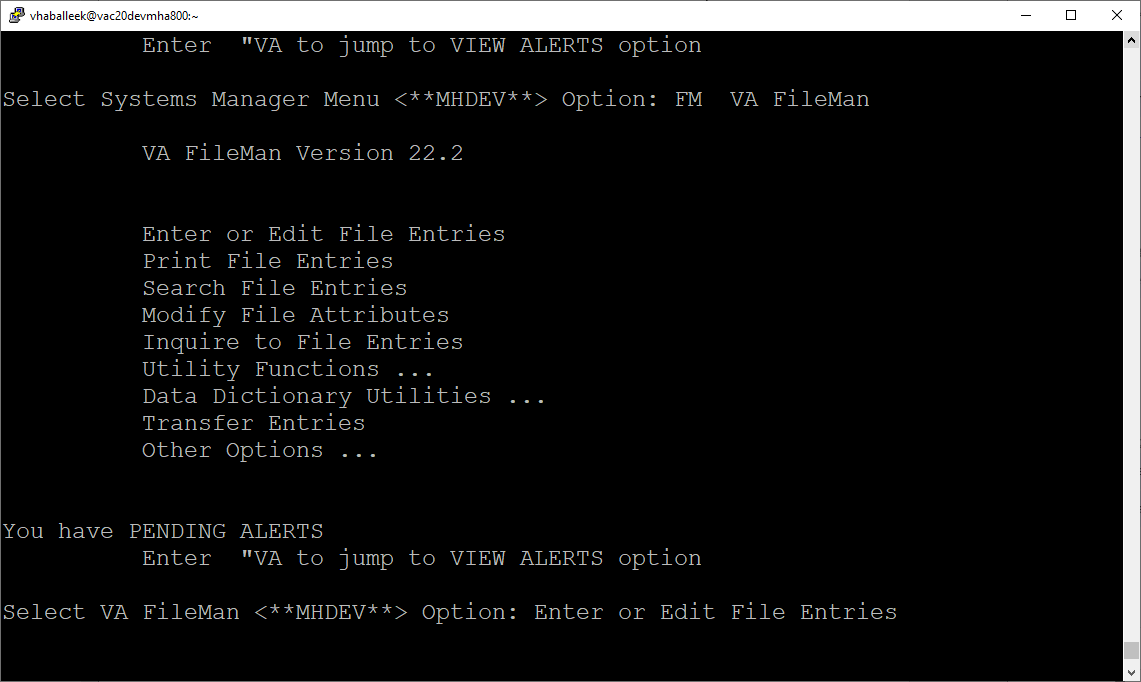 vhaballeek@vac20devmha800:~
Enter  "VA to jump to VIEW ALERTS option
Select Systems Manager Menu <**MHDEV**> Option: FM  VA FileMan
VA FileMan Version 22.2
Enter or Edit File Entries
Print File Entries
Search File Entries
Modify File Attributes
Inquire to File Entries
Utility Functions ...
Data Dictionary Utilities ...
Transfer Entries
Other Options ...
You have PENDING ALERTS
Enter  "VA to jump to VIEW ALERTS option
Select VA FileMan <**MHDEV**> Option: Enter or Edit File Entries